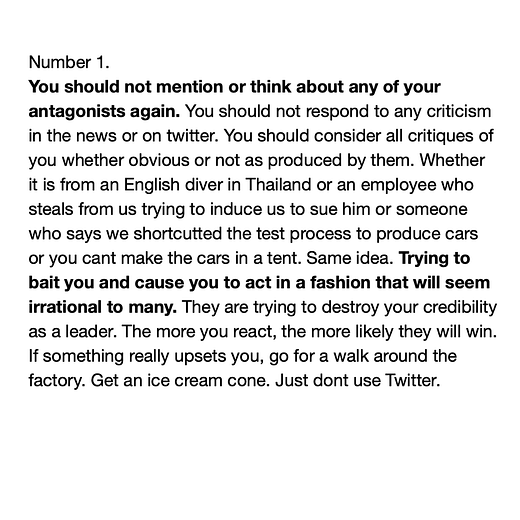 Number 1.
You should not mention or think about any of your
antagonists again. You should not respond to any criticism
in the news or on twitter. You should consider all critiques of
you whether obvious or not as produced by them. Whether
it is from an English diver in Thailand or an employee who
steals from us trying to induce us to sue him or someone
who says we shortcutted the test process to produce cars
or you cant make the cars in a tent. Same idea. Trying to
bait you and cause you to act in a fashion that will seem
irrational to many. They are trying to destroy your credibility
as a leader. The more you react, the more likely they will win.
If something really upsets you, go for a walk around the
factory. Get an ice cream cone. Just dont use Twitter.